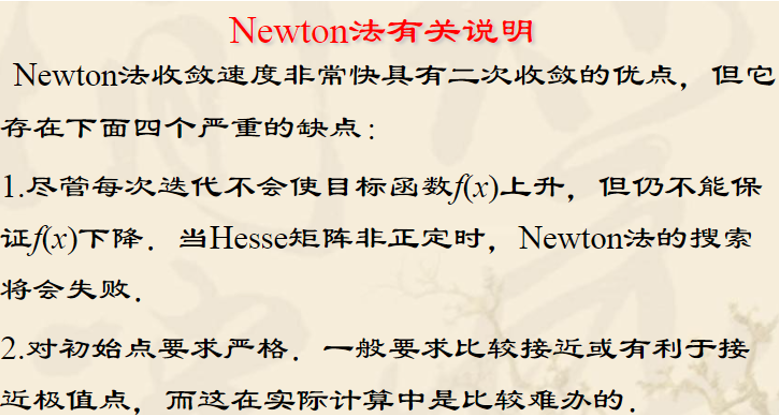 Newton法有关说明
Newton法收敛速度非常快具有二次收敛的优点，但它
存在下面四个严重的缺点：
1.尽管每次迭代不会使目标函数f(x)上升，但仍不能保
证f(x)下降．当Hesse矩阵非正定时，Newton法的搜索
将会失败．
2.对初始点要求严格．一般要求比较接近或有利于接
近极值点，而这在实际计算中是比较难办的．